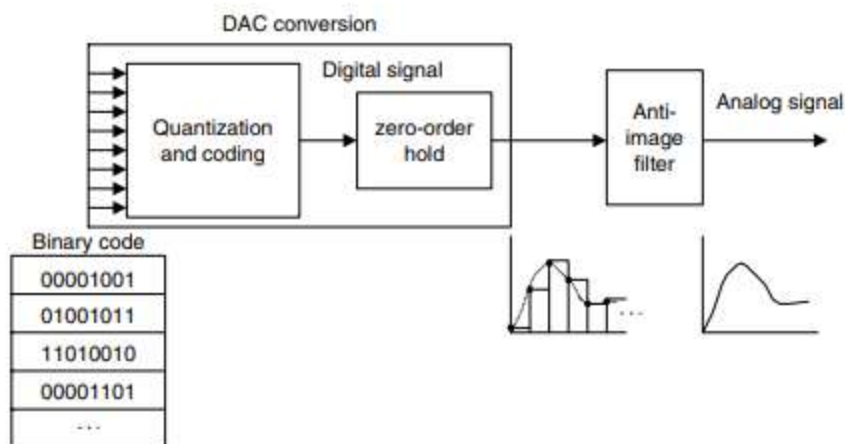 DAC conversion
Digital signal
Quantization
and coding
zero-order
hold
Anti-
image
filter
Analog signal
Binary code
00001001
01001011
11010010
00001101
...
...